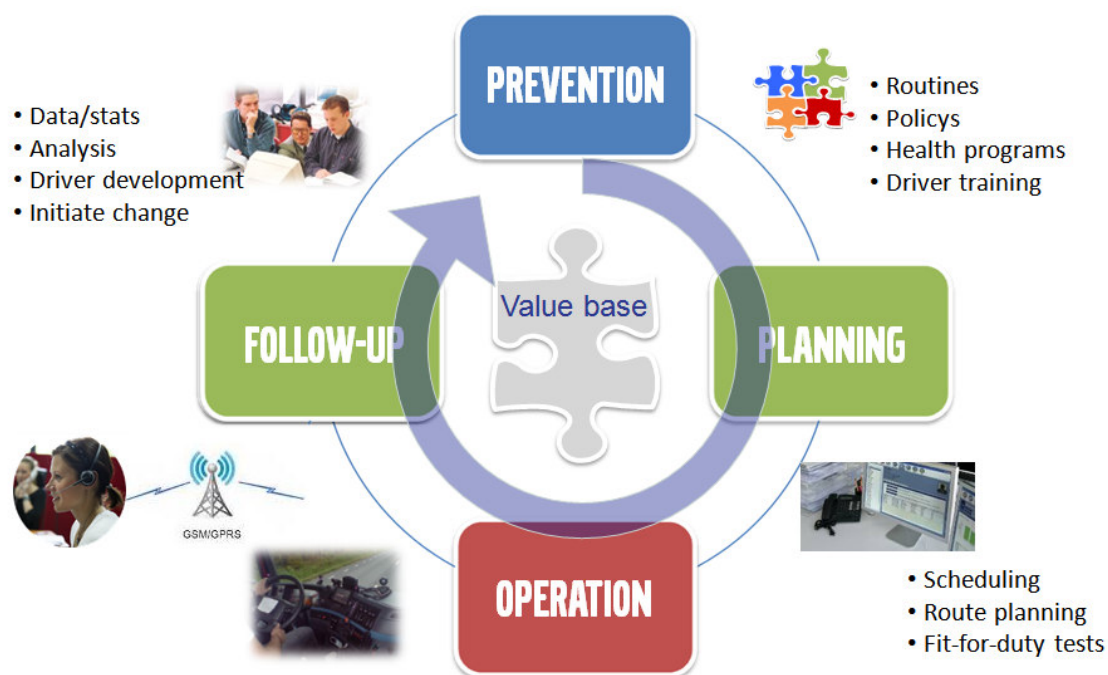 PREVENTION
• Data/stats
• Analysis
• Driver development
• Initiate change
• Routines
• Policys
• Health programs
• Driver training
Value base
FOLLOW-UP
PLANNING
GSM/GPRS
OPERATION
• Scheduling
• Route planning
• Fit-for-duty tests